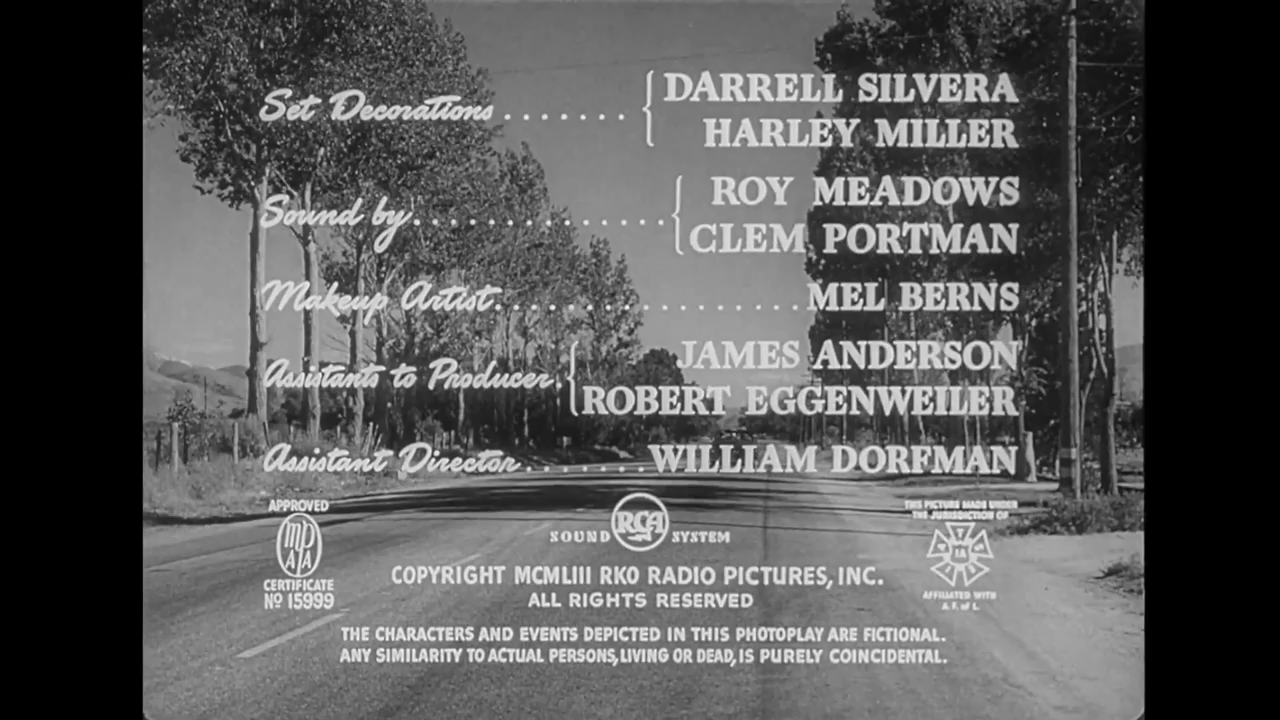 Set Decorations ....... { DARRELL SILVERA
HARLEY MILLER
Sound by ................ { ROY MEADOWS
CLEM PORTMAN
Makeup Artist .................... MEL BERNS
Assistants to Producer . { JAMES ANDERSON
ROBERT EGGENWEILER
Assistant Director ........ WILLIAM DORFMAN
APPROVED
MPAA
CERTIFICATE
No 15999
RCA
SOUND SYSTEM
THIS PICTURE MADE UNDER
THE JURISDICTION OF
AFFILIATED WITH
A.F. of L.
COPYRIGHT MCMLIII RKO RADIO PICTURES, INC.
ALL RIGHTS RESERVED
THE CHARACTERS AND EVENTS DEPICTED IN THIS PHOTOPLAY ARE FICTIONAL.
ANY SIMILARITY TO ACTUAL PERSONS, LIVING OR DEAD, IS PURELY COINCIDENTAL.